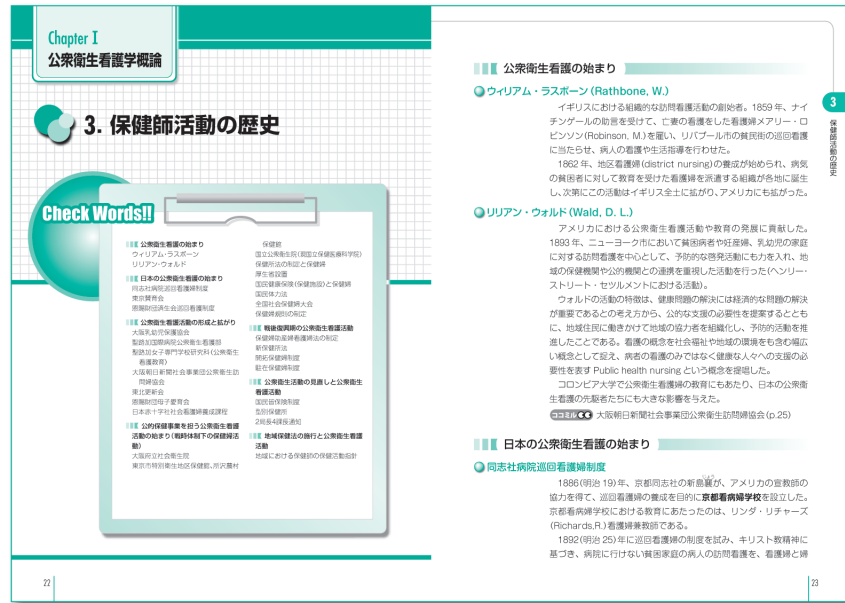 Chapter Ⅰ
公衆衛生看護学概論
3. 保健師活動の歴史
Check Words!!
公衆衛生看護の始まり
ウィリアム・ラスボーン
リリアン・ウォルド
日本の公衆衛生看護の始まり
同志社病院巡回看護婦制度
東京賛育会
恩賜財団済生会巡回看護制度
公衆衛生看護活動の形成と拡がり
大阪乳幼児保護協会
聖路加国際病院公衆衛生看護部
聖路加女子専門学校研究科(公衆衛生
看護教育)
大阪朝日新聞社会事業団公衆衛生訪
問婦協会
東北更新会
恩賜財団母子愛育会
日本赤十字社社会看護婦養成課程
公的保健事業を担う公衆衛生看護
活動の始まり(戦時体制下の保健婦活
動)
大阪府立社会衛生院
東京市特別衛生地区保健館、所沢農村
保健館
国立公衆衛生院(現国立保健医療科学院)
保健所法の制定と保健婦
厚生省設置
国民健康保険(保健施設)と保健婦
国民体力法
全国社会保健婦大会
保健婦規則の制定
戦後復興期の公衆衛生看護活動
保健婦助産婦看護婦法の制定
新保健所法
開拓保健婦制度
駐在保健婦制度
公衆衛生活動の見直しと公衆衛生
看護活動
国民皆保険制度
型別保健所
2局長4課長通知
地域保健法の施行と公衆衛生看護
活動
地域における保健師の保健活動指針
22
公衆衛生看護の始まり
ウィリアム・ラスボーン(Rathbone, W.)
イギリスにおける組織的な訪問看護活動の創始者。1859年、ナイ
チンゲールの助言を受けて、亡妻の看護をした看護婦メアリー・ロ
ビンソン(Robinson, M.)を雇い、リバプール市の貧民街の巡回看護
に当たらせ、病人の看護や生活指導を行わせた。
1862年、地区看護婦(district nursing)の養成が始められ、病気
の貧困者に対して教育を受けた看護婦を派遣する組織が各地に誕生
し、次第にこの活動はイギリス全土に拡がり、アメリカにも拡がった。
リリアン・ウォルド(Wald, D. L.)
アメリカにおける公衆衛生看護活動や教育の発展に貢献した。
1893年、ニューヨーク市において貧困病者や妊産婦、乳幼児の家庭
に対する訪問看護を中心として、予防的な啓発活動にも力を入れ、地
域の保健機関や公的機関との連携を重視した活動を行った(ヘンリー・
ストリート・セツルメントにおける活動)。
ウォルドの活動の特徴は、健康問題の解決には経済的な問題の解決
が重要であるとの考え方から、公的な支援の必要性を提案するととも
に、地域住民に働きかけて地域の協力者を組織化し、予防的活動を推
進したことである。看護の概念を社会福祉や地域の環境をも含む幅広
い概念として捉え、病者の看護のみではなく健康な人々への支援の必
要性を表す Public health nursing という概念を提唱した。
コロンビア大学で公衆衛生看護婦の教育にもあたり、日本の公衆衛
生看護の先駆者たちにも大きな影響を与えた。
ココミル 大阪朝日新聞社会事業団公衆衛生訪問婦協会(p.25)
日本の公衆衛生看護の始まり
同志社病院巡回看護婦制度
1886(明治19)年、京都同志社の新島襄じょうが、アメリカの宣教師の
協力を得て、巡回看護婦の養成を目的に京都看病婦学校を設立した。
京都看病婦学校における教育にあたったのは、リンダ・リチャーズ
(Richards,R.)看護婦兼教師である。
1892(明治25)年に巡回看護婦の制度を試み、キリスト教精神に
基づき、病院に行けない貧困家庭の病人の訪問看護を、看護婦と婦
3
保健師活動の歴史
23